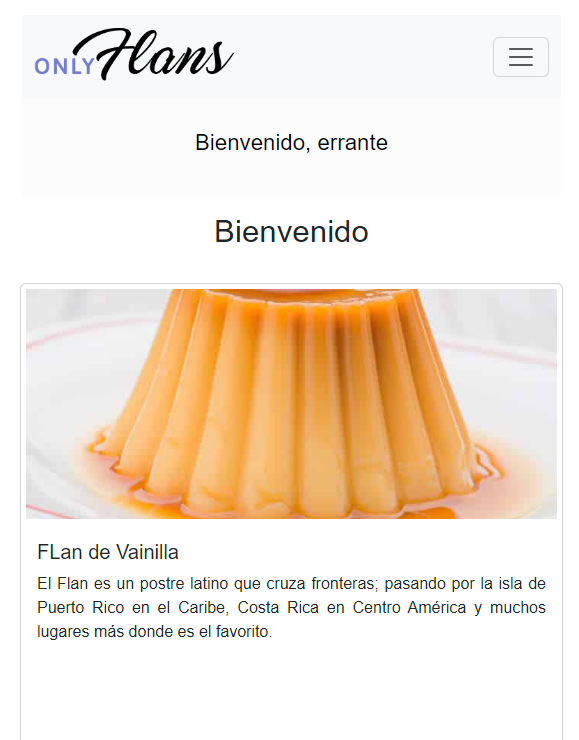 ONLY Flans
Bienvenido, errante
Bienvenido
FLan de Vainilla
El Flan es un postre latino que cruza fronteras; pasando por la isla de
Puerto Rico en el Caribe, Costa Rica en Centro América y muchos
lugares más donde es el favorito.